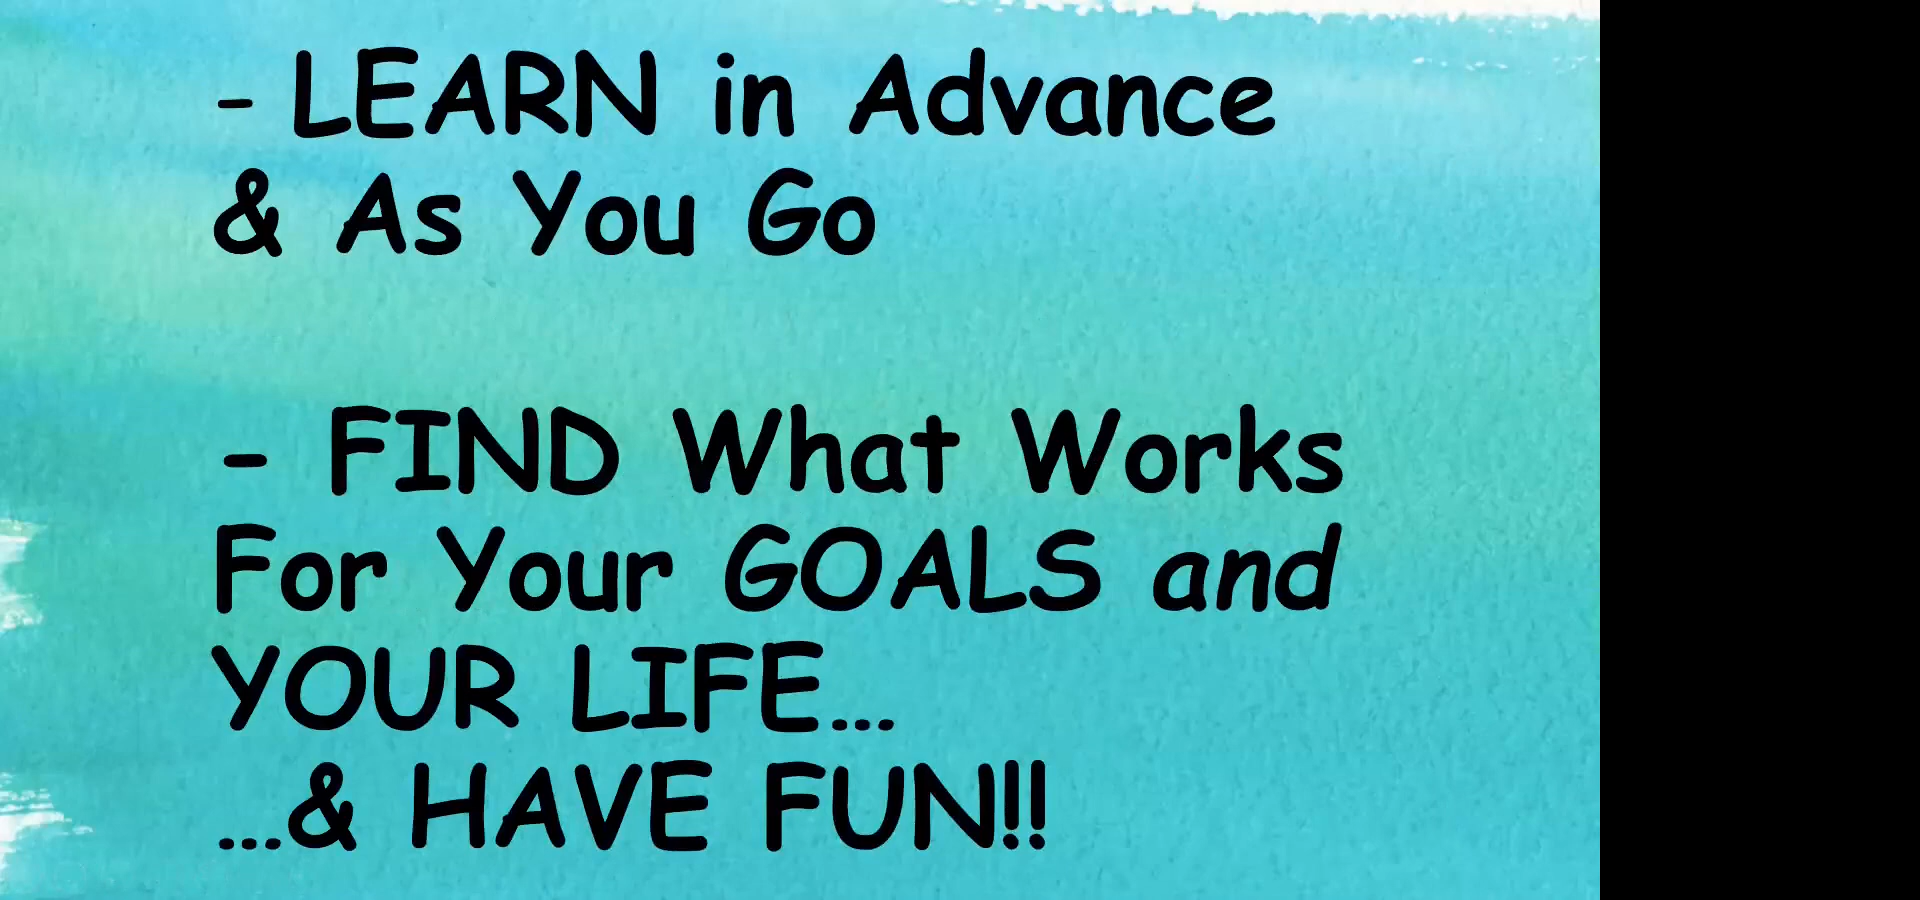 - LEARN in Advance
& As You Go
- FIND What Works
For Your GOALS and
YOUR LIFE...
...& HAVE FUN!!